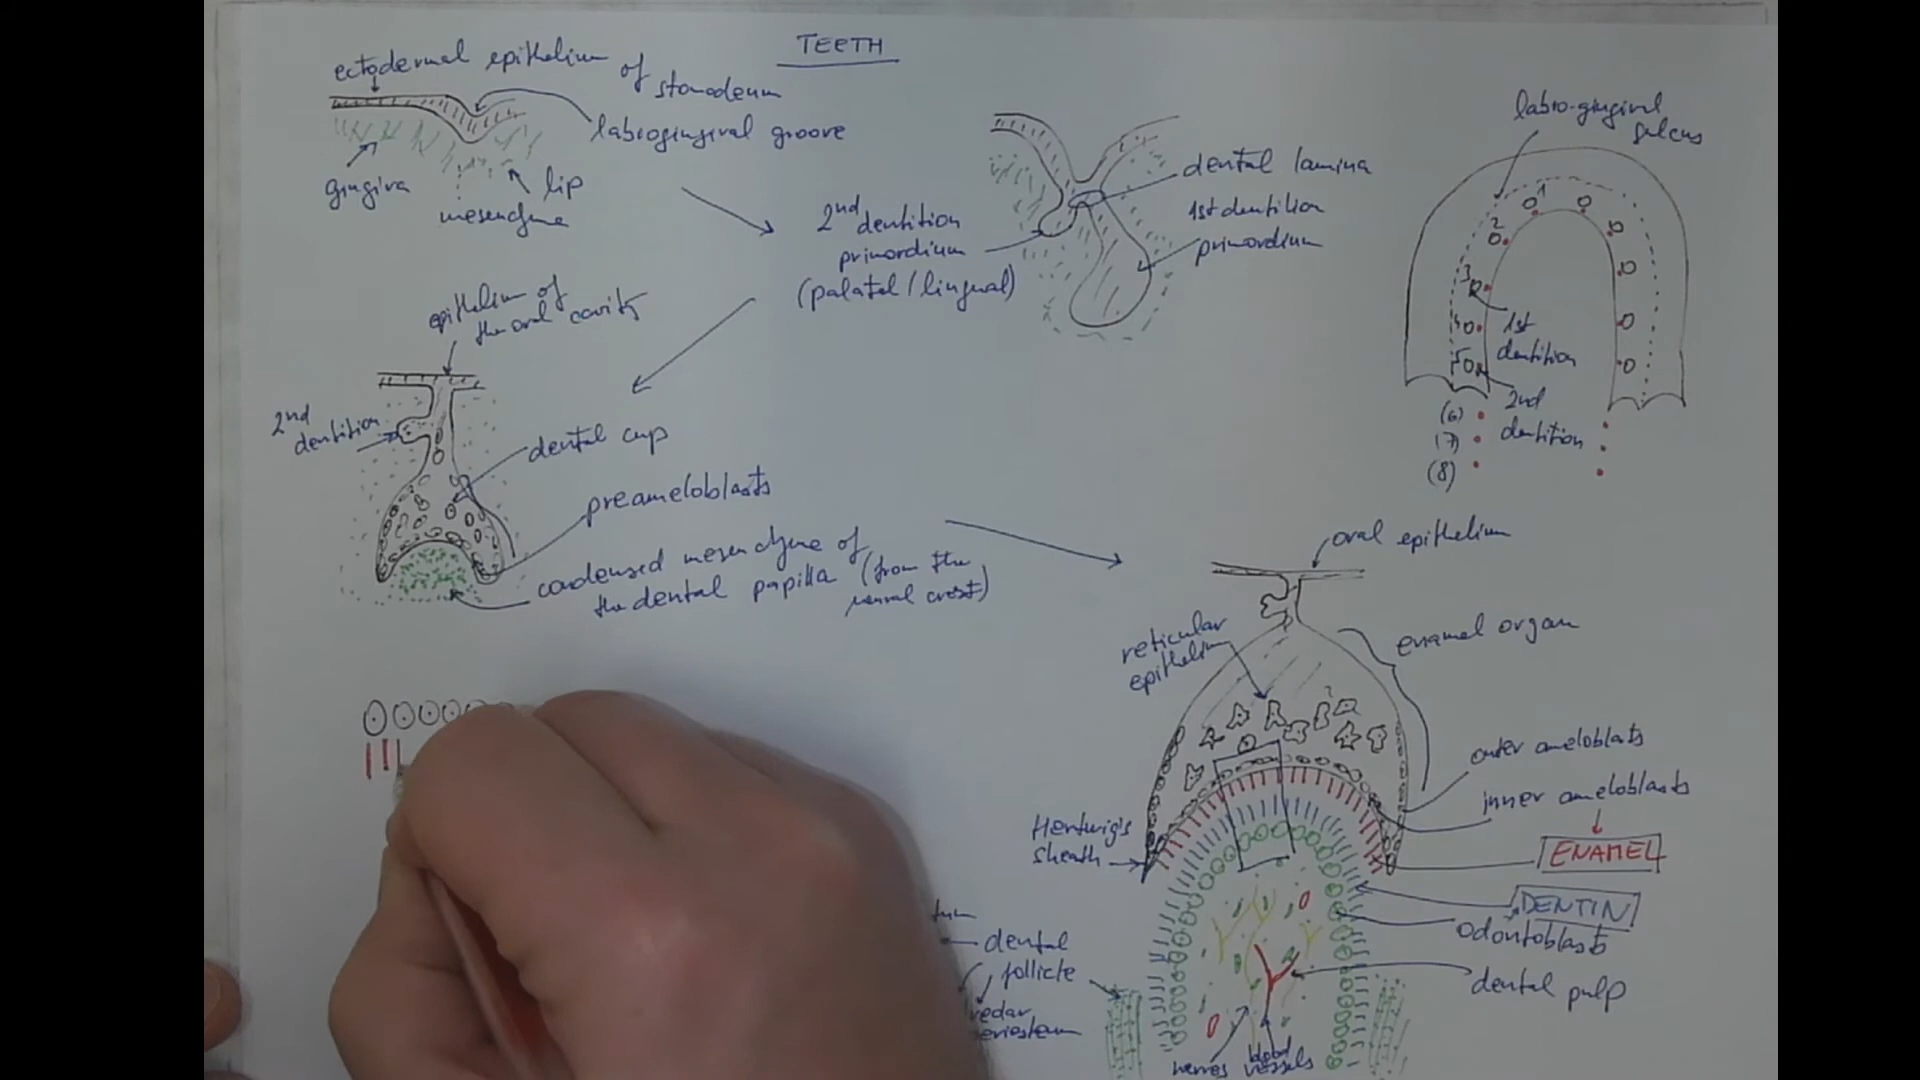 TEETH
ectodermal epithelium of
stomodeum
labiogingival groove
gingiva
lip
mesenchyme
2nd
dentition
primordium
(palatal/lingual)
dental lamina
1st dentition
primordium
labio-gingival
sulcus
1
2
3
4
5
1st
dentition
2nd
dentition
(6)
(7)
(8)
epithelium of
the oral cavity
2nd
dentition
dental cup
preameloblasts
condensed mesenchyme of
the dental papilla (from the
neural crest)
oral epithelium
reticular
epithelium
enamel organ
outer ameloblasts
inner ameloblasts
ENAMEL
Hertwig's
sheath
DENTIN
odontoblasts
dental
follicle
dental pulp
periosteum
nerves
blood
vessels